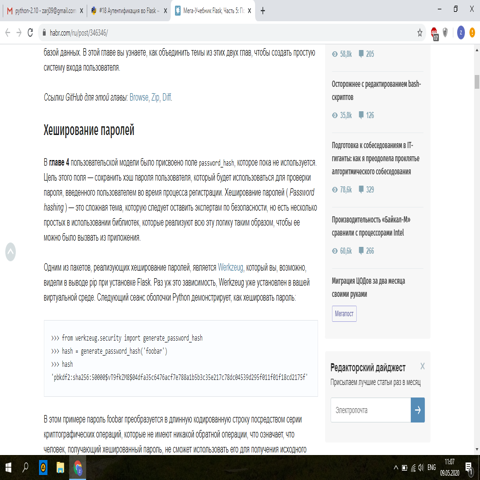 python-2.10 - zarj09@gmail.com
#18 Аутентификация во Flask -
Мега-Учебник Flask, Часть 5: П
habr.com/ru/post/346346/
базой данных. В этой главе вы узнаете, как объединить темы из этих двух глав, чтобы создать простую
систему входа пользователя.
Ссылки GitHub для этой главы: Browse, Zip, Diff.
Хеширование паролей
В главе 4 пользовательской модели было присвоено поле password_hash, которое пока не используется.
Цель этого поля — сохранить хэш пароля пользователя, который будет использоваться для проверки
пароля, введенного пользователем во время процесса регистрации. Хеширование паролей ( Password
hashing ) — это сложная тема, которую следует оставить экспертам по безопасности, но есть несколько
простых в использовании библиотек, которые реализуют всю эту логику таким образом, чтобы ее
можно было вызвать из приложения.
Одним из пакетов, реализующих хеширование паролей, является Werkzeug, который вы, возможно,
видели в выводе pip при установке Flask. Раз уж это зависимость, Werkzeug уже установлен в вашей
виртуальной среде. Следующий сеанс оболочки Python демонстрирует, как хешировать пароль:
>>> from werkzeug.security import generate_password_hash
>>> hash = generate_password_hash('foobar')
>>> hash
'pbkdf2:sha256:50000$vT9fkZM8$04dfa35c6476acf7e788a1b5b3c35e217c78dc04539d295f011f01f18cd2175f'
В этом примере пароль foobar преобразуется в длинную кодированную строку посредством серии
криптографических операций, которые не имеют никакой обратной операции, что означает, что
человек, получающий хешированный пароль, не сможет использовать его для получения исходного
58,8k 205
Осторожнее с редактированием bash-
скриптов
35,8k 126
Подготовка к собеседованиям в IT-
гиганты: как я преодолела проклятье
алгоритмического собеседования
78,6k 329
Производительность «Байкал-М»
сравнили с процессорами Intel
60,6k 266
Миграция ЦОДов за два месяца
своими руками
Мегапост
Редакторский дайджест
Присылаем лучшие статьи раз в месяц
Электропочта
ENG
11:07
09.05.2020